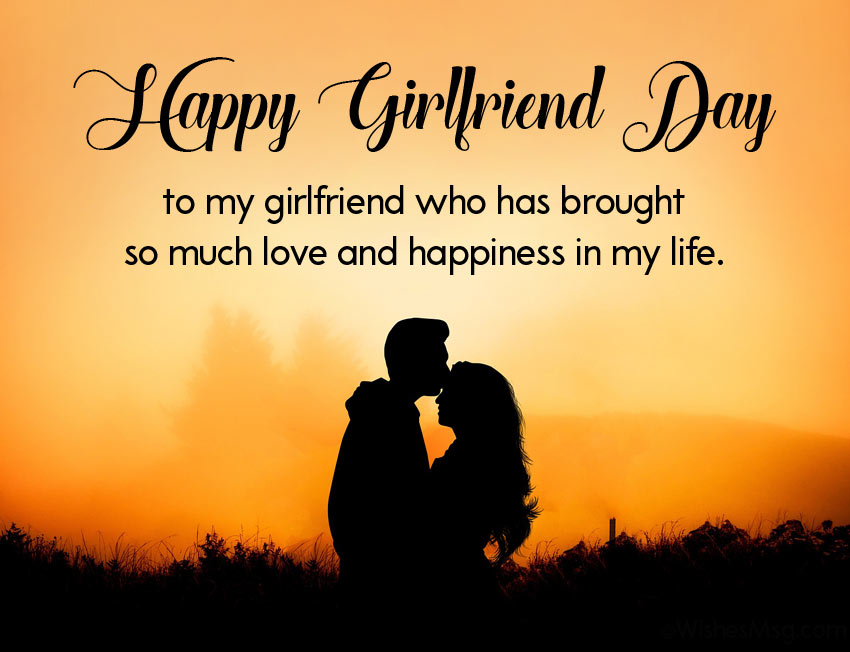 Happy Girlfriend Day
to my girlfriend who has brought
so much love and happiness in my life.
©WishesMsg.com